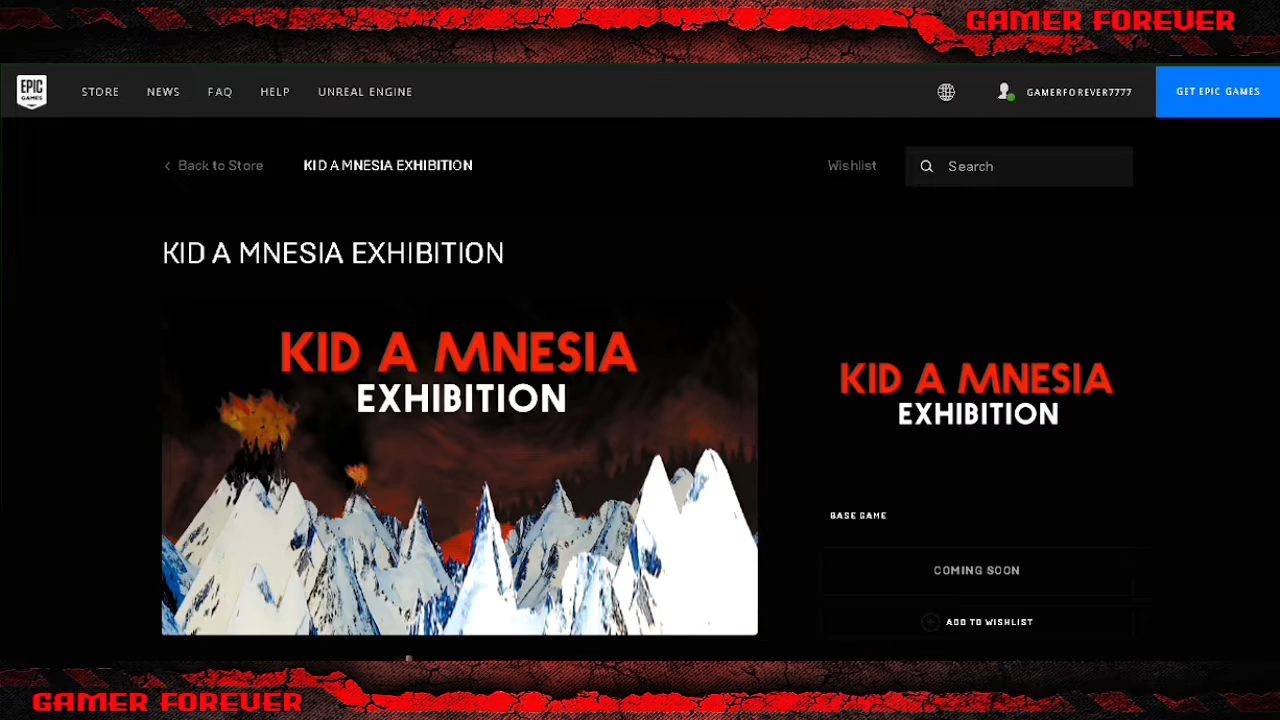 GAMER FOREVER
EPIC
GAMES
STORE
NEWS
FAQ
HELP
UNREAL ENGINE
GAMERFOREVER7777
GET EPIC GAMES
Back to Store
KID A MNESIA EXHIBITION
Wishlist
Search
KID A MNESIA EXHIBITION
KID A MNESIA
EXHIBITION
KID A MNESIA
EXHIBITION
BASE GAME
COMING SOON
ADD TO WISHLIST
GAMER FOREVER